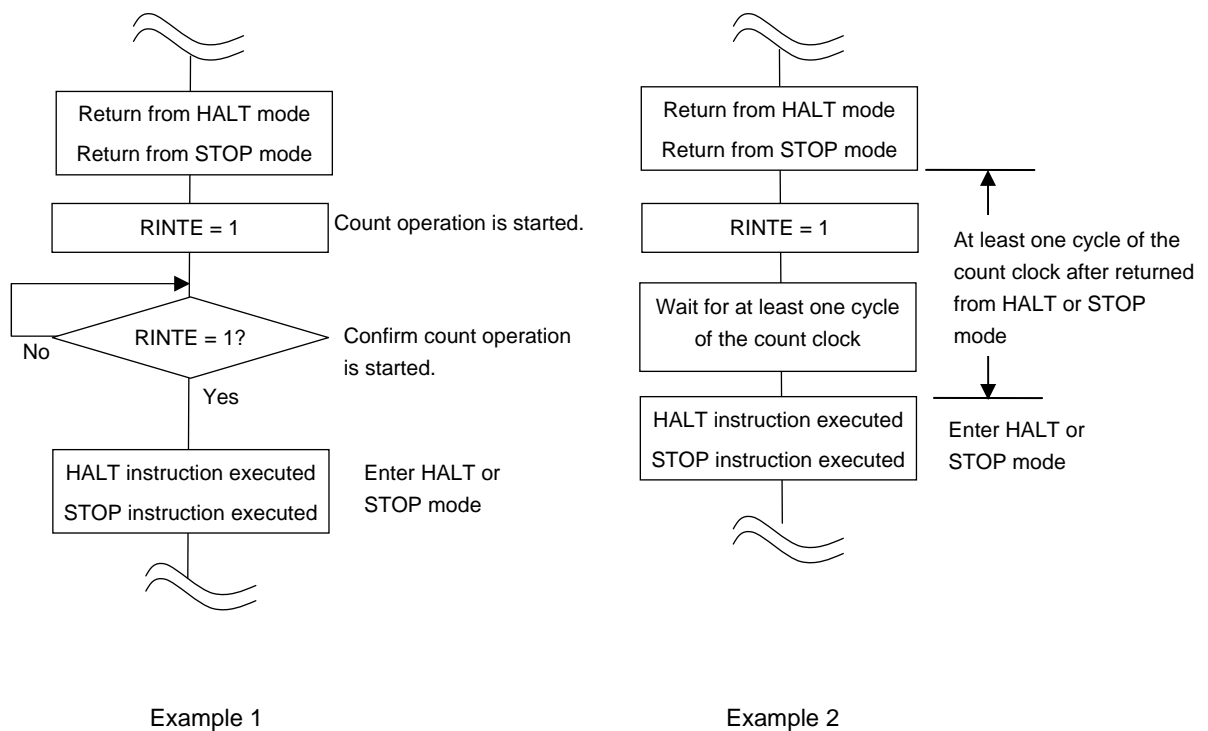 Return from HALT mode
Return from STOP mode
RINTE = 1
Count operation is started.
RINTE = 1?
No
Confirm count operation
is started.
Yes
HALT instruction executed
STOP instruction executed
Enter HALT or
STOP mode
Example 1
Return from HALT mode
Return from STOP mode
RINTE = 1
Wait for at least one cycle
of the count clock
At least one cycle of the
count clock after returned
from HALT or STOP
mode
HALT instruction executed
STOP instruction executed
Enter HALT or
STOP mode
Example 2